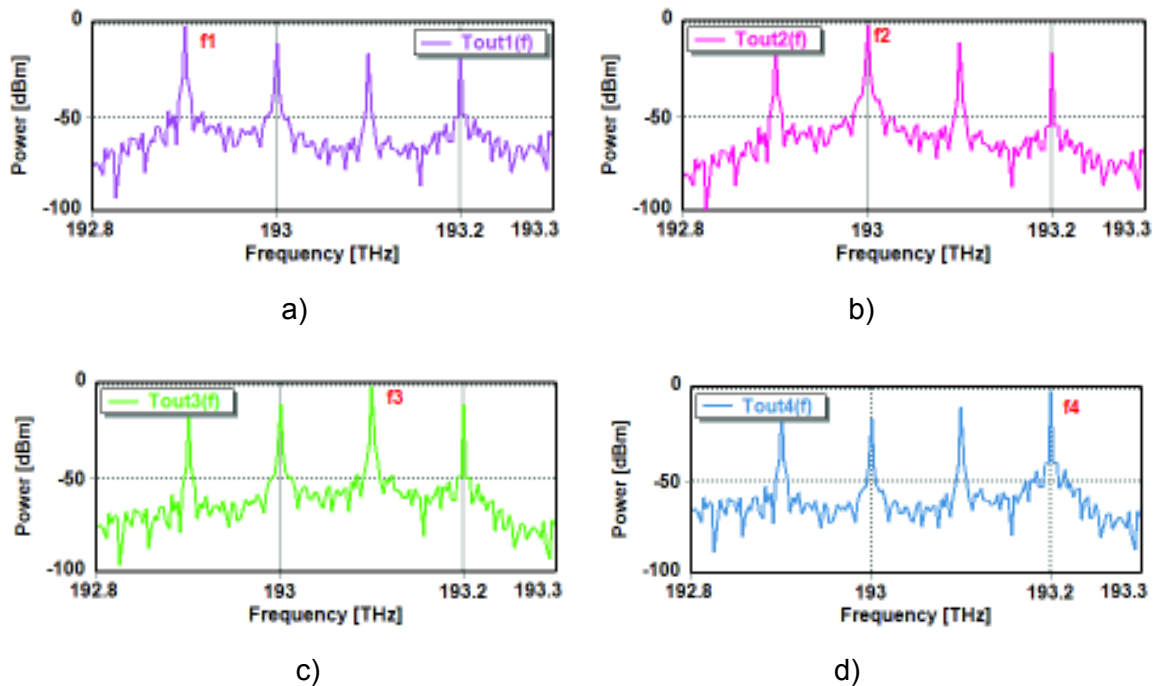 0
f1
Tout1(f)
Power [dBm]
-50
-100
192.8
193
193.2
193.3
Frequency [THz]
a)
0
Tout2(f)
f2
Power [dBm]
-50
-100
192.8
193
193.2
193.3
Frequency [THz]
b)
0
Tout3(f)
f3
Power [dBm]
-50
-100
192.8
193
193.2
193.3
Frequency [THz]
c)
0
Tout4(f)
f4
Power [dBm]
-50
-100
192.8
193
193.2
193.3
Frequency [THz]
d)